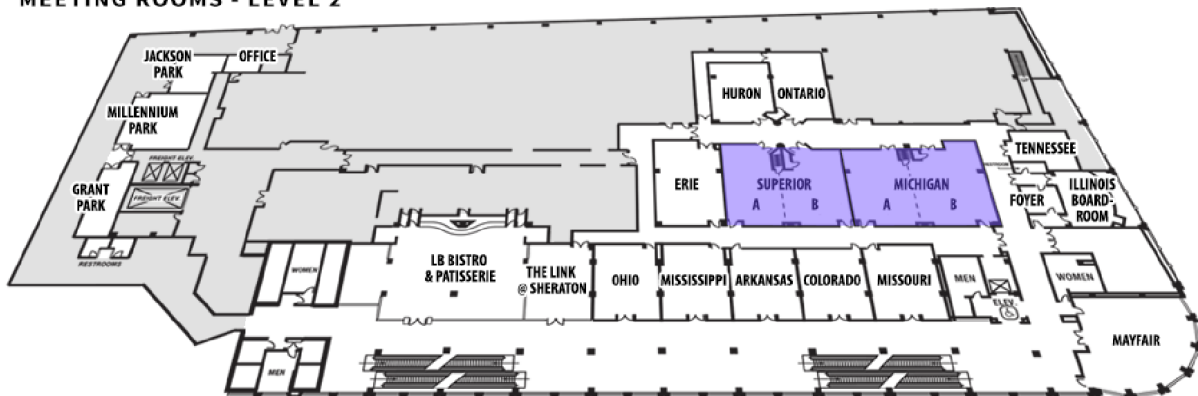 MEETING ROOMS - LEVEL 2
JACKSON
PARK
OFFICE
MILLENNIUM
PARK
HURON
ONTARIO
FREIGHT ELEV.
FREIGHT ELEV.
GRANT
PARK
RESTROOMS
ERIE
SUPERIOR
A
B
MICHIGAN
A
B
TENNESSEE
FOYER
ILLINOIS
BOARD-
ROOM
WOMEN
LB BISTRO
& PATISSERIE
THE LINK
@ SHERATON
OHIO
MISSISSIPPI
ARKANSAS
COLORADO
MISSOURI
MEN
ELEV.
WOMEN
MAYFAIR
MEN